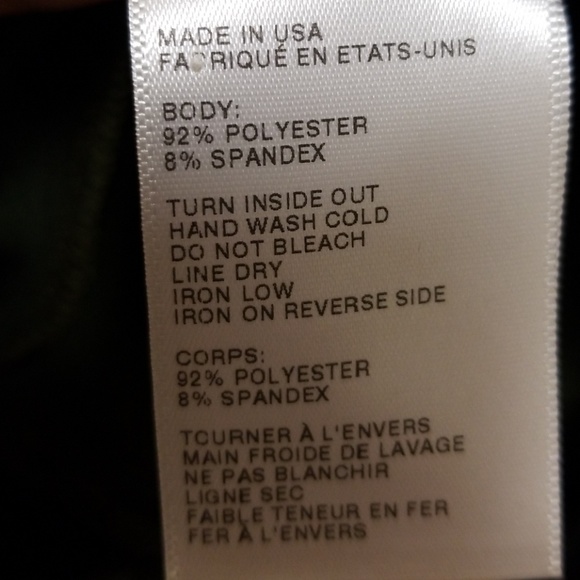 MADE IN USA
FABRIQUÉ EN ETATS-UNIS
BODY:
92% POLYESTER
8% SPANDEX
TURN INSIDE OUT
HAND WASH COLD
DO NOT BLEACH
LINE DRY
IRON LOW
IRON ON REVERSE SIDE
CORPS:
92% POLYESTER
8% SPANDEX
TOURNER À L'ENVERS
MAIN FROIDE DE LAVAGE
NE PAS BLANCHIR
LIGNE SEC
FAIBLE TENEUR EN FER
FER À L'ENVERS